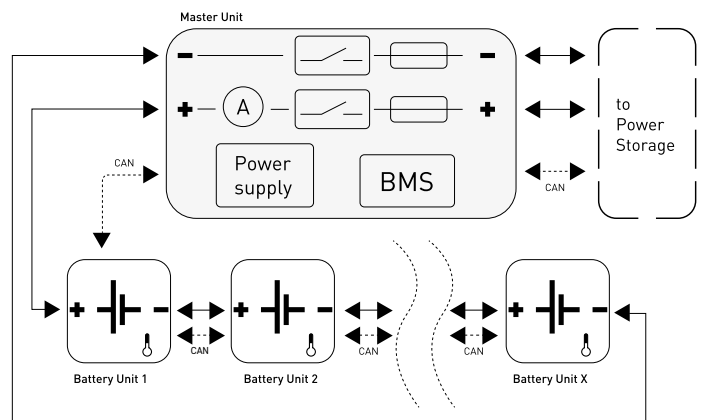 Master Unit
− −
+ A + to
Power
Storage
CAN
Power
supply
BMS
CAN
+ − + − + −
CAN
CAN
CAN
Battery Unit 1
Battery Unit 2
Battery Unit X